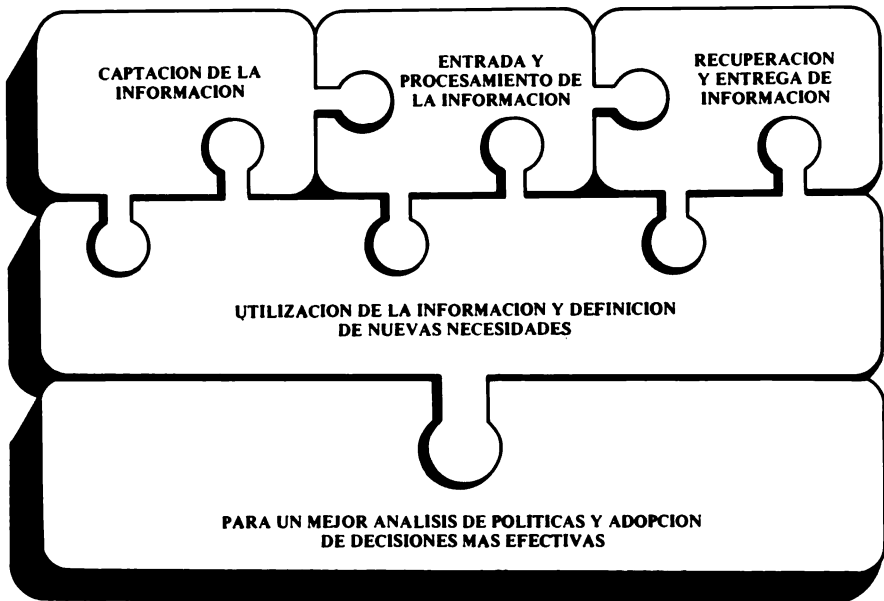 CAPTACION DE LA
INFORMACION
ENTRADA Y
PROCESAMIENTO DE
LA INFORMACION
RECUPERACION
Y ENTREGA DE
INFORMACION
UTILIZACION DE LA INFORMACION Y DEFINICION
DE NUEVAS NECESIDADES
PARA UN MEJOR ANALISIS DE POLITICAS Y ADOPCION
DE DECISIONES MAS EFECTIVAS